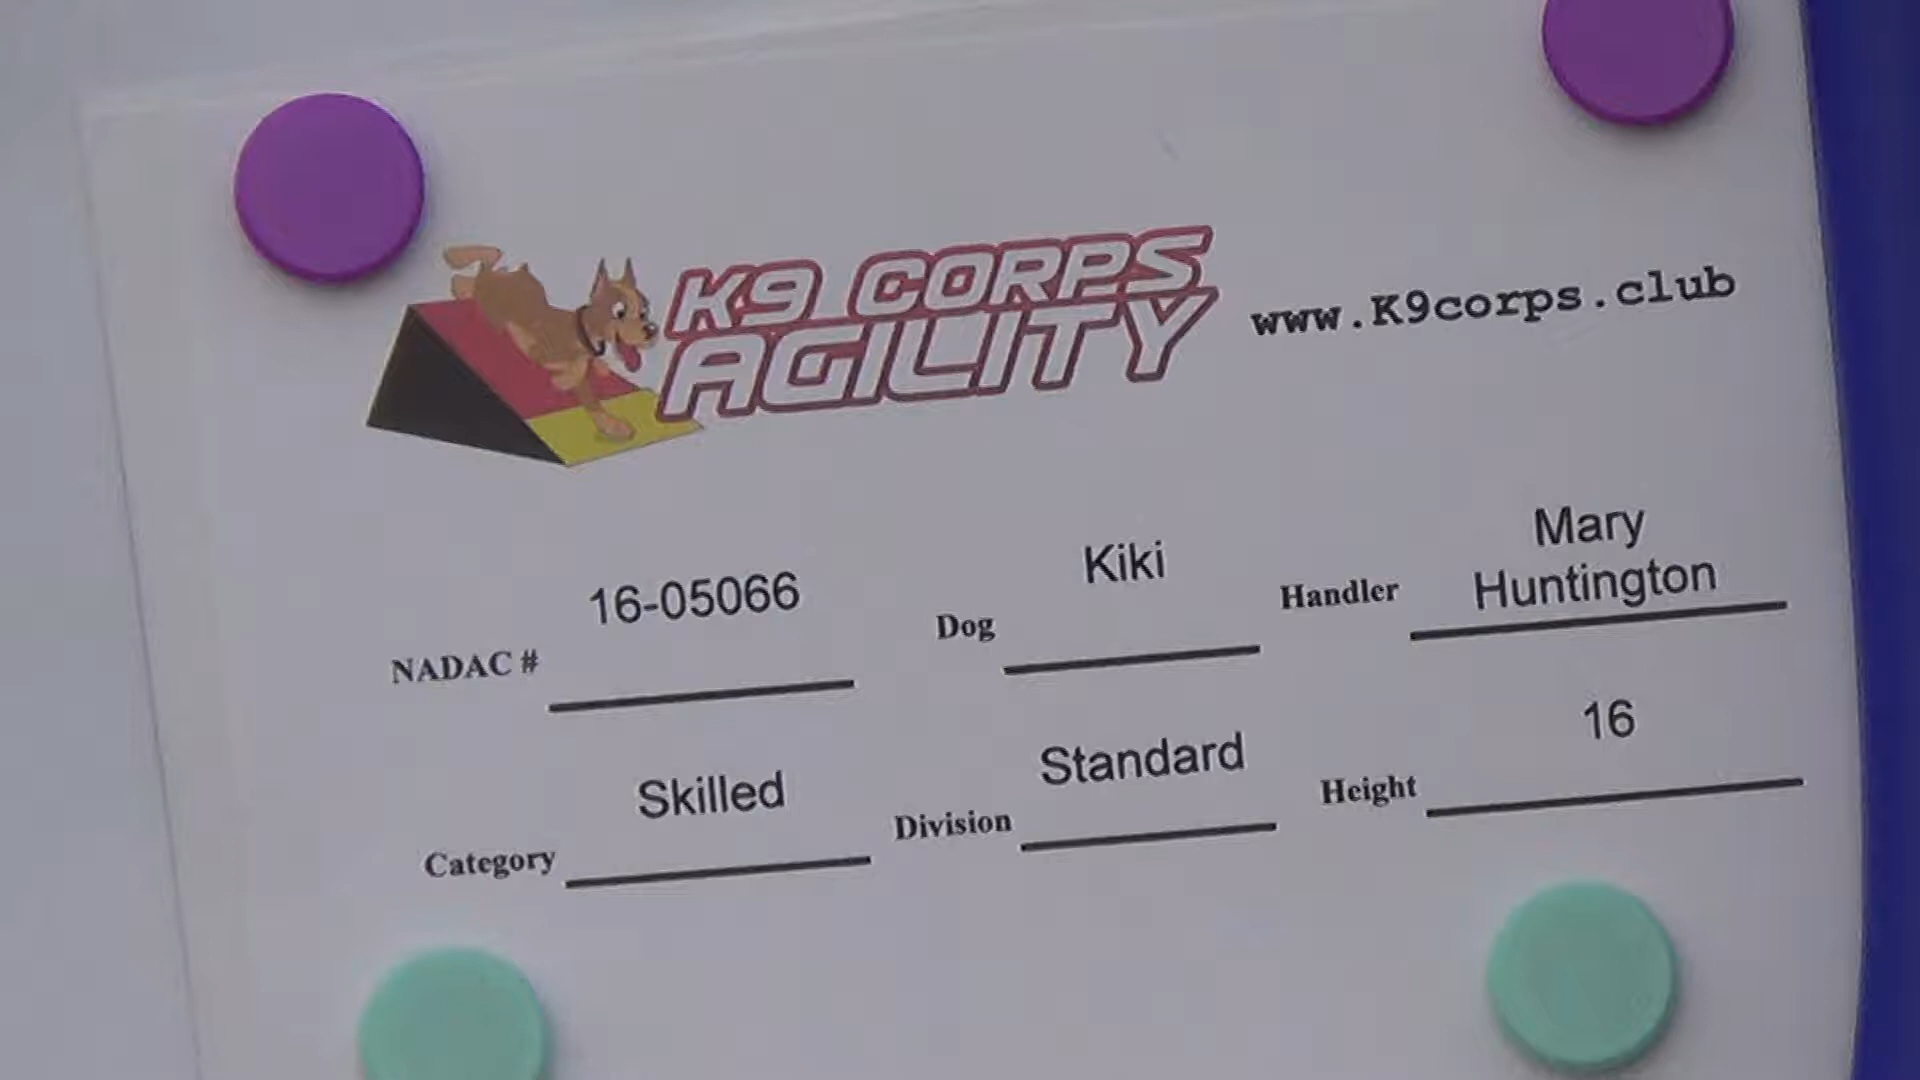 K9 CORPS
AGILITY
www.K9corps.club
NADAC # 16-05066 Dog Kiki Handler Mary
Huntington
Category Skilled Division Standard Height 16